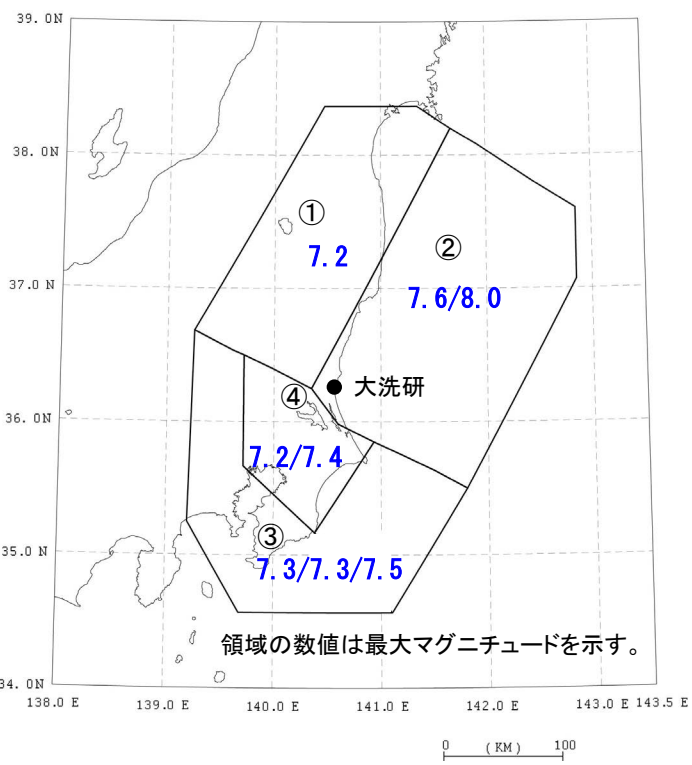 39. 0N
38. 0N
①
②
7.2
37.0 N
7.6/8.0
大洗研
④
36. 0N
7.2/7.4
③
35.0 N
7.3/7.3/7.5
領域の数値は最大マグニチュードを示す。
34. 0N
138.0 E 139.0 E 140.0 E 141.0 E 142.0 E 143.0 E 143.5 E
0 (KM) 100